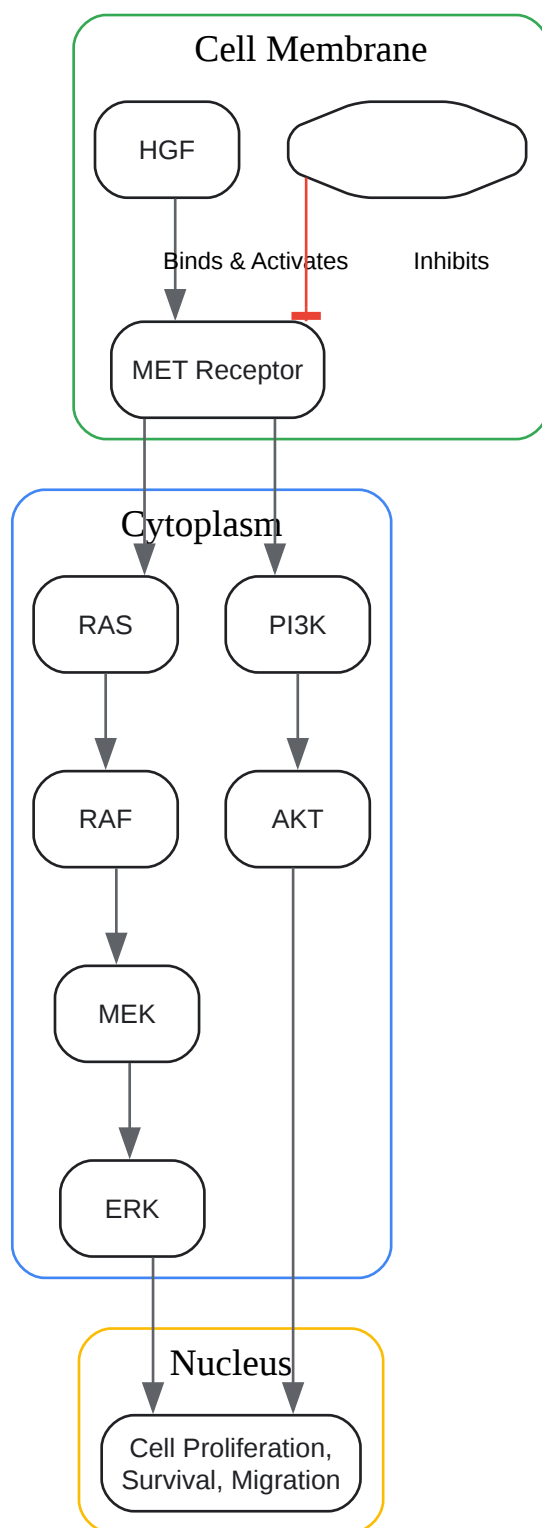 Cell Membrane
HGF
Binds & Activates
Inhibits
MET Receptor
Cytoplasm
RAS
PI3K
RAF
AKT
MEK
ERK
Nucleus
Cell Proliferation,
Survival, Migration